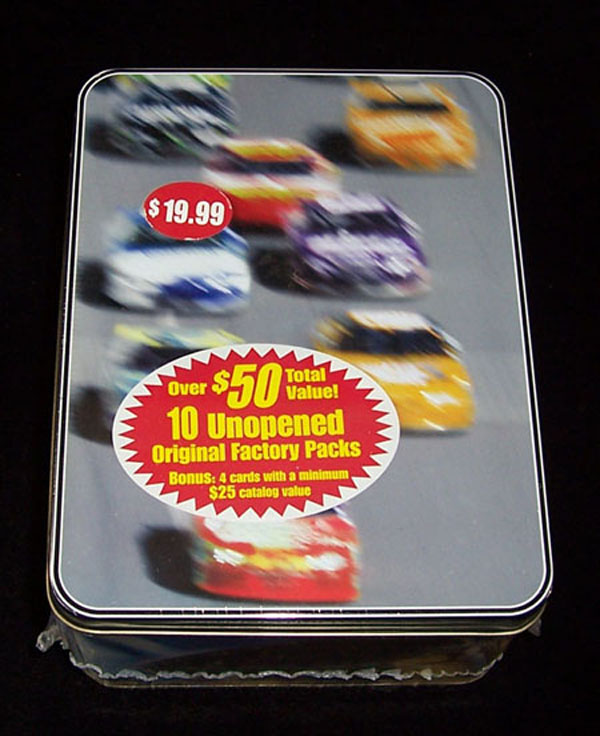 $19.99
Over $50 Total Value!
10 Unopened
Original Factory Packs
Bonus: 4 cards with a minimum
$25 catalog value